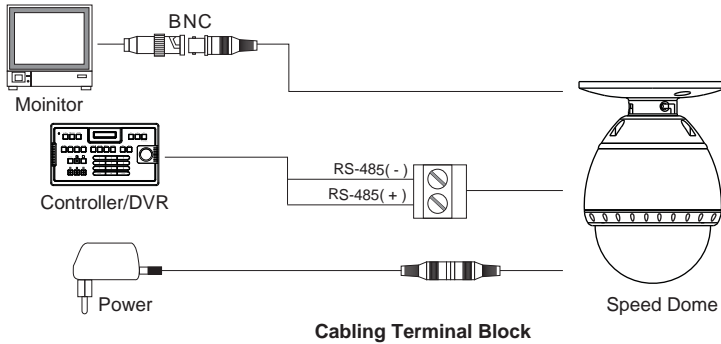 BNC
Moinitor
RS-485( - )
RS-485( + )
Controller/DVR
Power
Speed Dome
Cabling Terminal Block